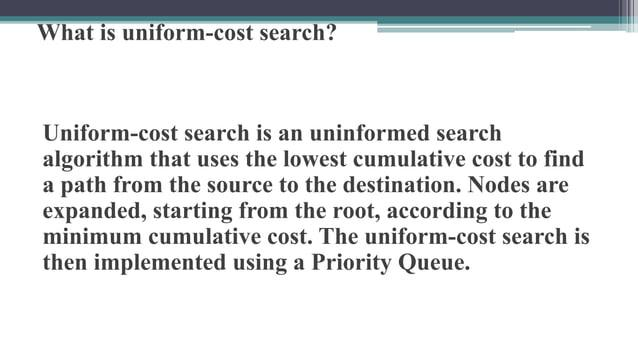 What is uniform-cost search?
Uniform-cost search is an uninformed search
algorithm that uses the lowest cumulative cost to find
a path from the source to the destination. Nodes are
expanded, starting from the root, according to the
minimum cumulative cost. The uniform-cost search is
then implemented using a Priority Queue.